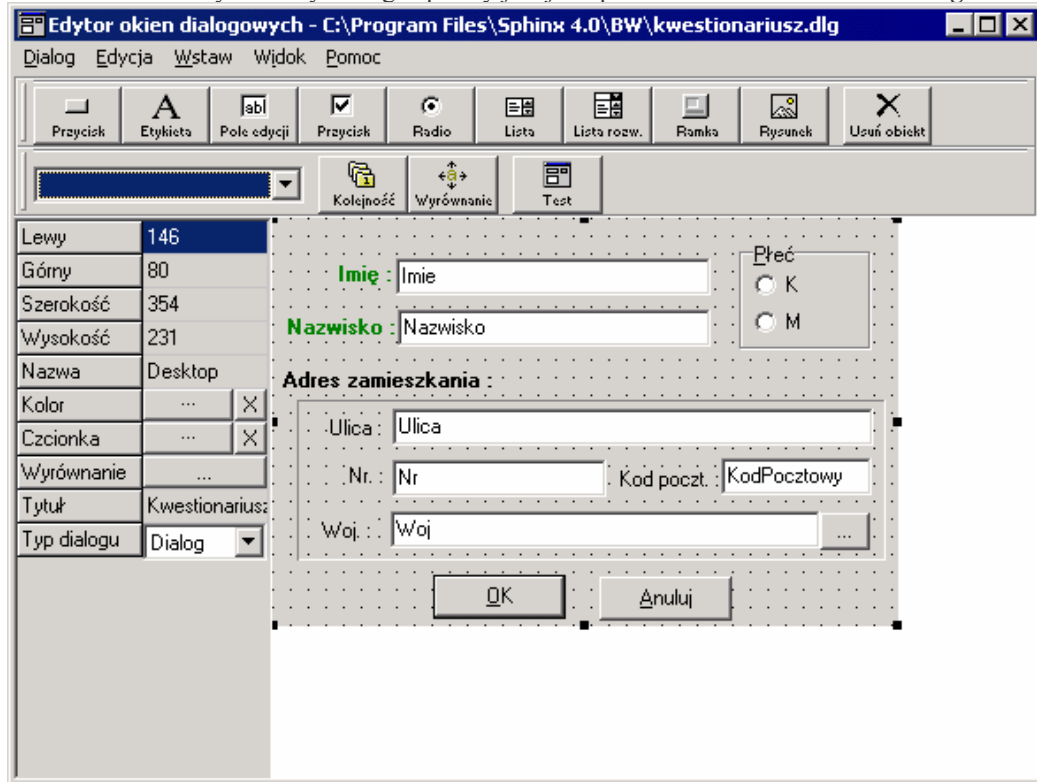 Edytor okien dialogowych - C:\Program Files\Sphinx 4.0\BW\kwestionariusz.dlg
Dialog Edycja Wstaw Widok Pomoc
Przycisk Etykieta Pole edycji Przycisk Radio Lista Lista rozw. Ramka Rysunek Usuń obiekt
Kolejność Wyrównanie Test
Lewy 146
Górny 80
Szerokość 354
Wysokość 231
Nazwa Desktop
Kolor ... X
Czcionka ... X
Wyrównanie ...
Tytuł Kwestionariusz
Typ dialogu Dialog
Imię : Imie
Nazwisko : Nazwisko
Płeć
K
M
Adres zamieszkania :
Ulica : Ulica
Nr. : Nr Kod poczt. : KodPocztowy
Woj. : Woj ...
OK Anuluj